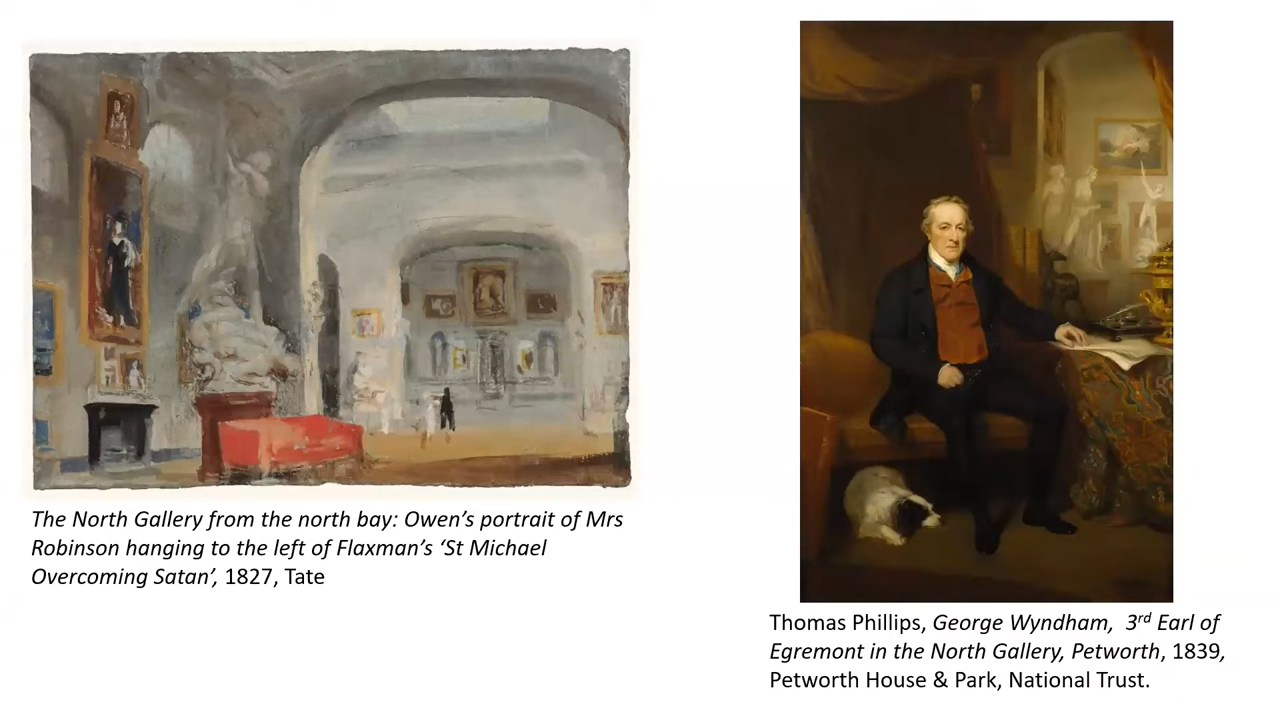 The North Gallery from the north bay: Owen’s portrait of Mrs
Robinson hanging to the left of Flaxman’s ‘St Michael
Overcoming Satan’, 1827, Tate
Thomas Phillips, George Wyndham, 3rd Earl of
Egremont in the North Gallery, Petworth, 1839,
Petworth House & Park, National Trust.